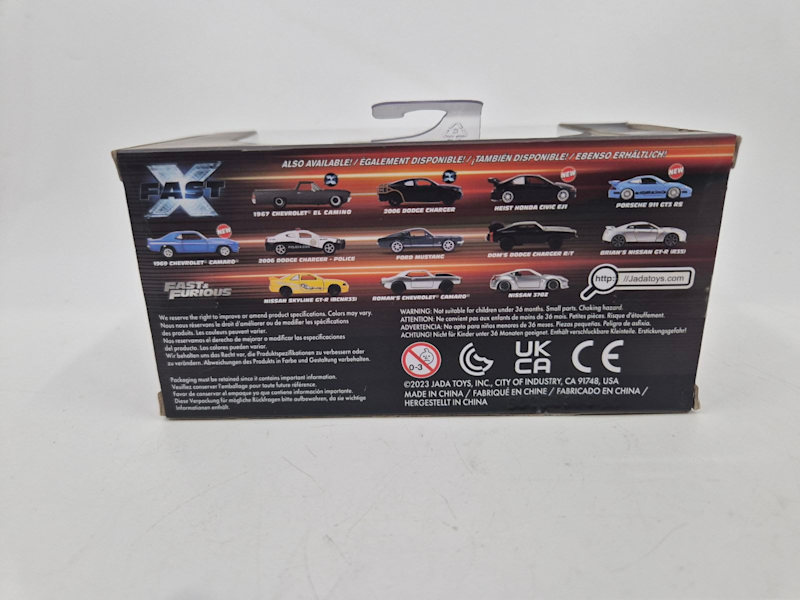 ALSO AVAILABLE! / ÉGALEMENT DISPONIBLE! / ¡TAMBIÉN DISPONIBLE! / EBENSO ERHÄLTLICH!
FAST X
1967 CHEVROLET® EL CAMINO
2006 DODGE CHARGER
NEW
HEIST HONDA CIVIC EJ1
NEW
PORSCHE 911 GT3 RS
NEW
1969 CHEVROLET® CAMARO®
2006 DODGE CHARGER - POLICE
FORD MUSTANG
DOM'S DODGE CHARGER R/T
BRIAN'S NISSAN GT-R (R35)
FAST & FURIOUS
NISSAN SKYLINE GT-R (BCNR33)
ROMAN'S CHEVROLET® CAMARO®
NISSAN 370Z
http: //Jadatoys.com
We reserve the right to improve or amend product specifications. Colors may vary.
Nous nous réservons le droit d'améliorer ou de modifier les spécifications
des produits. Les couleurs peuvent varier.
Nos reservamos el derecho de mejorar o modificar las especificaciones
del producto. Los colores pueden variar.
Wir behalten uns das Recht vor, die Produktspezifikationen zu verbessern oder
zu verändern. Abweichungen des Produkts in Farbe und Gestaltung vorbehalten.
Packaging must be retained since it contains important information.
Veuillez conserver l'emballage pour toute future référence.
Favor de conservar el empaque ya que contiene información importante.
Diese Verpackung für mögliche Rückfragen bitte aufbewahren, da sie wichtige
Informationen enthält.
WARNING: Not suitable for children under 36 months. Small parts. Choking hazard.
ATTENTION: Ne convient pas aux enfants de moins de 36 mois. Petites pièces. Risque d'étouffement.
ADVERTENCIA: No apto para niños menores de 36 meses. Piezas pequeñas. Peligro de asfixia.
ACHTUNG! Nicht für Kinder unter 36 Monaten geeignet. Enthält verschluckbare Kleinteile. Erstickungsgefahr!
0-3
UK
CA
CE
©2023 JADA TOYS, INC., CITY OF INDUSTRY, CA 91748, USA
MADE IN CHINA / FABRIQUÉ EN CHINE / FABRICADO EN CHINA /
HERGESTELLT IN CHINA